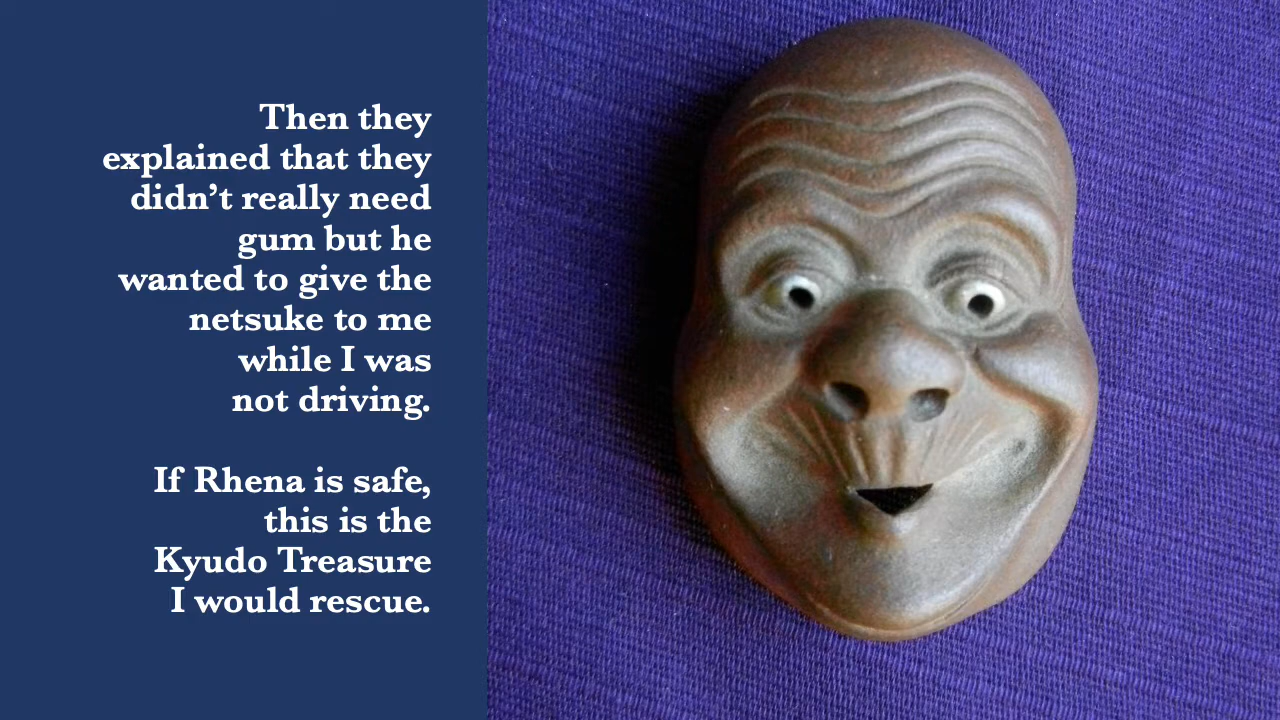 Then they
explained that they
didn’t really need
gum but he
wanted to give the
netsuke to me
while I was
not driving.
If Rhena is safe,
this is the
Kyudo Treasure
I would rescue.